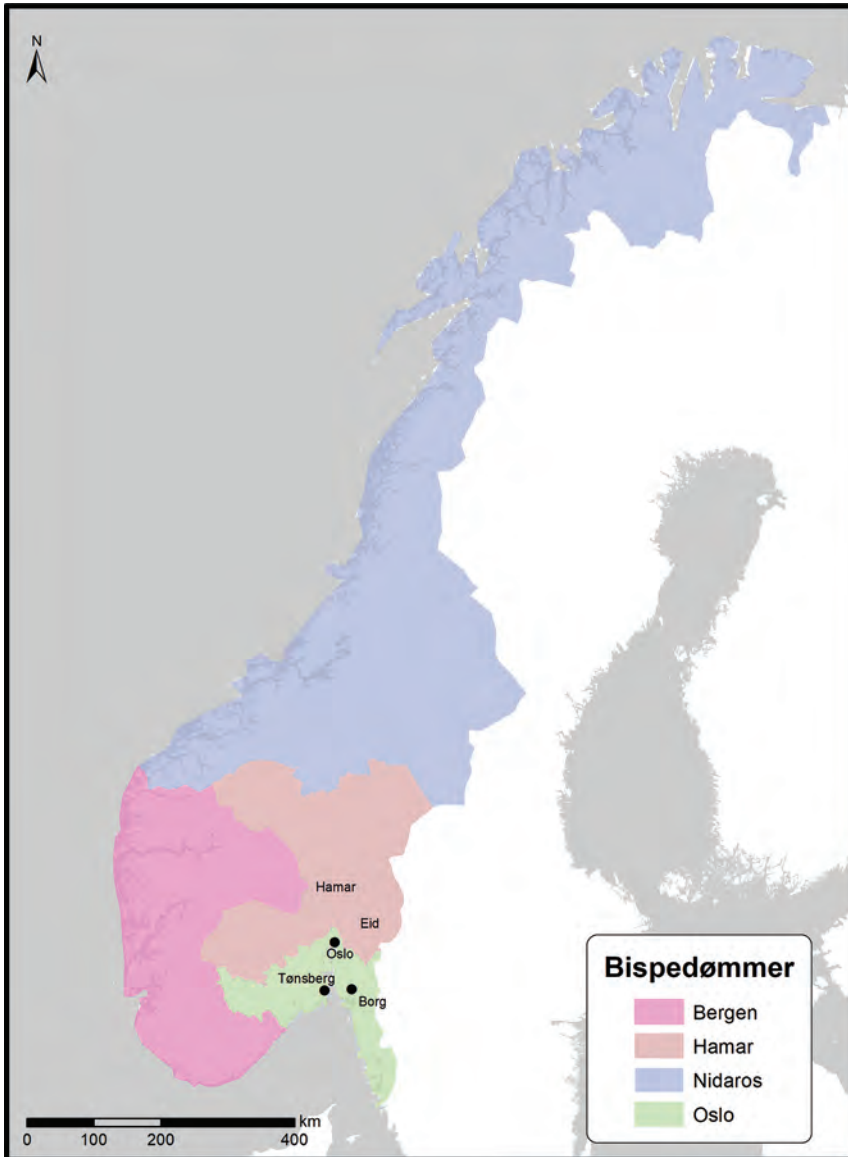 N
Hamar
Eid
Oslo
Tønsberg
Borg
Bispedømmer
Bergen
Hamar
Nidaros
Oslo
km
0 100 200 400